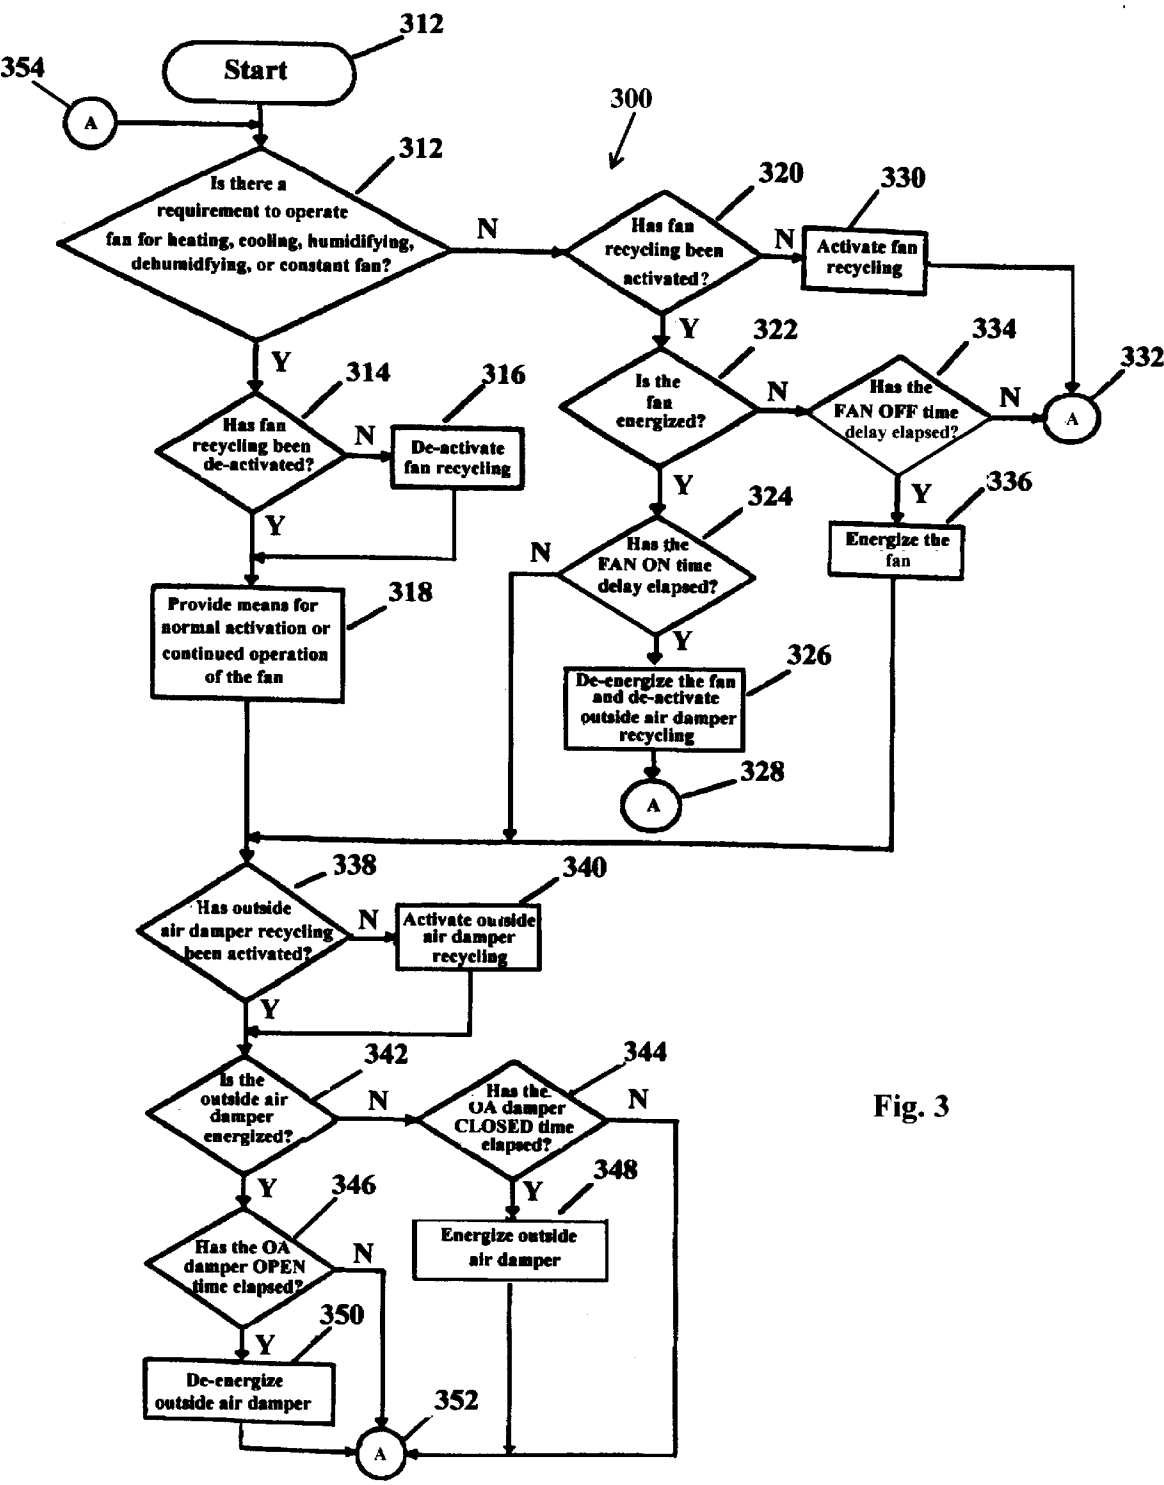 312
Start
354
A
300
312
Is there a
requirement to operate
fan for heating, cooling, humidifying,
dehumidfying, or constant fan?
N
Y
320
Has fan
recycling been
activated?
N
Y
330
Activate fan
recycling
314
Has fan
recycling been
de-activated?
N
Y
316
De-activate
fan recycling
322
Is the
fan
energized?
N
Y
334
Has the
FAN OFF time
delay elapsed?
N
Y
332
A
336
Energize the
fan
324
Has the
FAN ON time
delay elapsed?
N
Y
318
Provide means for
normal activation or
continued operation
of the fan
326
De-energize the fan
and de-activate
outside air damper
recycling
328
A
338
Has outside
air damper recycling
been activated?
N
Y
340
Activate outside
air damper
recycling
342
Is the
outside air
damper
energized?
N
Y
344
Has the
OA damper
CLOSED time
elapsed?
N
Y
Fig. 3
346
Has the OA
damper OPEN
time elapsed?
N
Y
348
Energize outside
air damper
350
De-energize
outside air damper
352
A